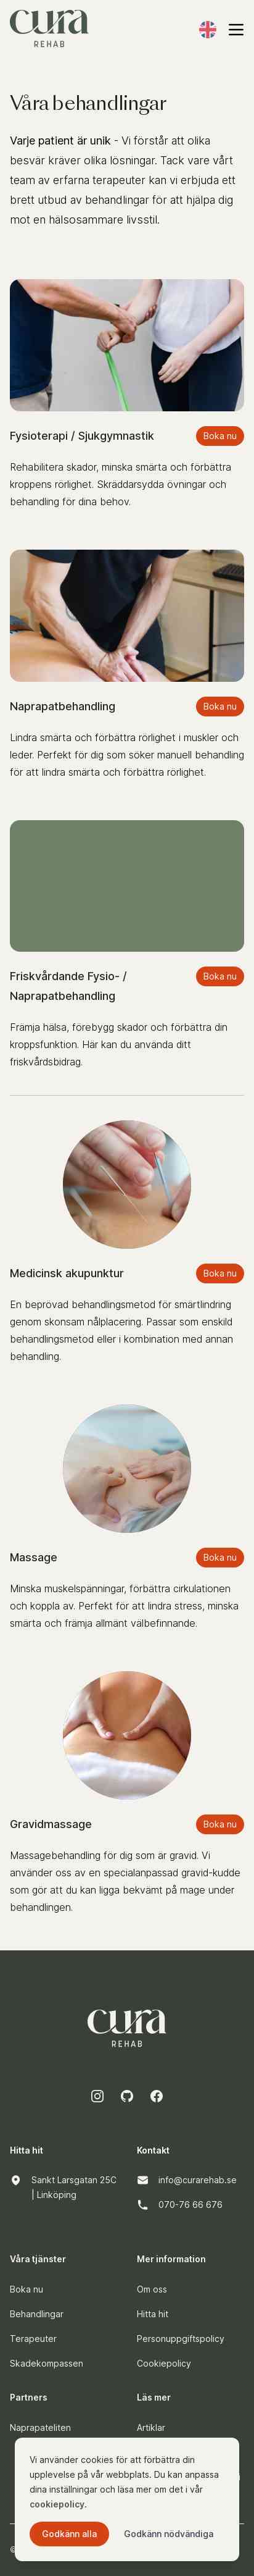 cura
REHAB
Våra behandlingar
Varje patient är unik - Vi förstår att olika
besvär kräver olika lösningar. Tack vare vårt
team av erfarna terapeuter kan vi erbjuda ett
brett utbud av behandlingar för att hjälpa dig
mot en hälsosammare livsstil.
Fysioterapi / Sjukgymnastik
Boka nu
Rehabilitera skador, minska smärta och förbättra
kroppens rörlighet. Skräddarsydda övningar och
behandling för dina behov.
Naprapatbehandling
Boka nu
Lindra smärta och förbättra rörlighet i muskler och
leder. Perfekt för dig som söker manuell behandling
för att lindra smärta och förbättra rörlighet.
Friskvårdande Fysio- /
Naprapatbehandling
Boka nu
Främja hälsa, förebygg skador och förbättra din
kroppsfunktion. Här kan du använda ditt
friskvårdsbidrag.
Medicinsk akupunktur
Boka nu
En beprövad behandlingsmetod för smärtlindring
genom skonsam nålplacering. Passar som enskild
behandlingsmetod eller i kombination med annan
behandling.
Massage
Boka nu
Minska muskelspänningar, förbättra cirkulationen
och koppla av. Perfekt för att lindra stress, minska
smärta och främja allmänt välbefinnande.
Gravidmassage
Boka nu
Massagebehandling för dig som är gravid. Vi
använder oss av en specialanpassad gravid-kudde
som gör att du kan ligga bekvämt på mage under
behandlingen.
cura
REHAB
Hitta hit
Sankt Larsgatan 25C
| Linköping
Kontakt
info@curarehab.se
070-76 66 676
Våra tjänster
Boka nu
Behandlingar
Terapeuter
Skadekompassen
Mer information
Om oss
Hitta hit
Personuppgiftspolicy
Cookiepolicy
Partners
Naprapateliten
Läs mer
Artiklar
Vi använder cookies för att förbättra din
upplevelse på vår webbplats. Du kan anpassa
dina inställningar och läsa mer om det i vår
cookiepolicy.
Godkänn alla
Godkänn nödvändiga